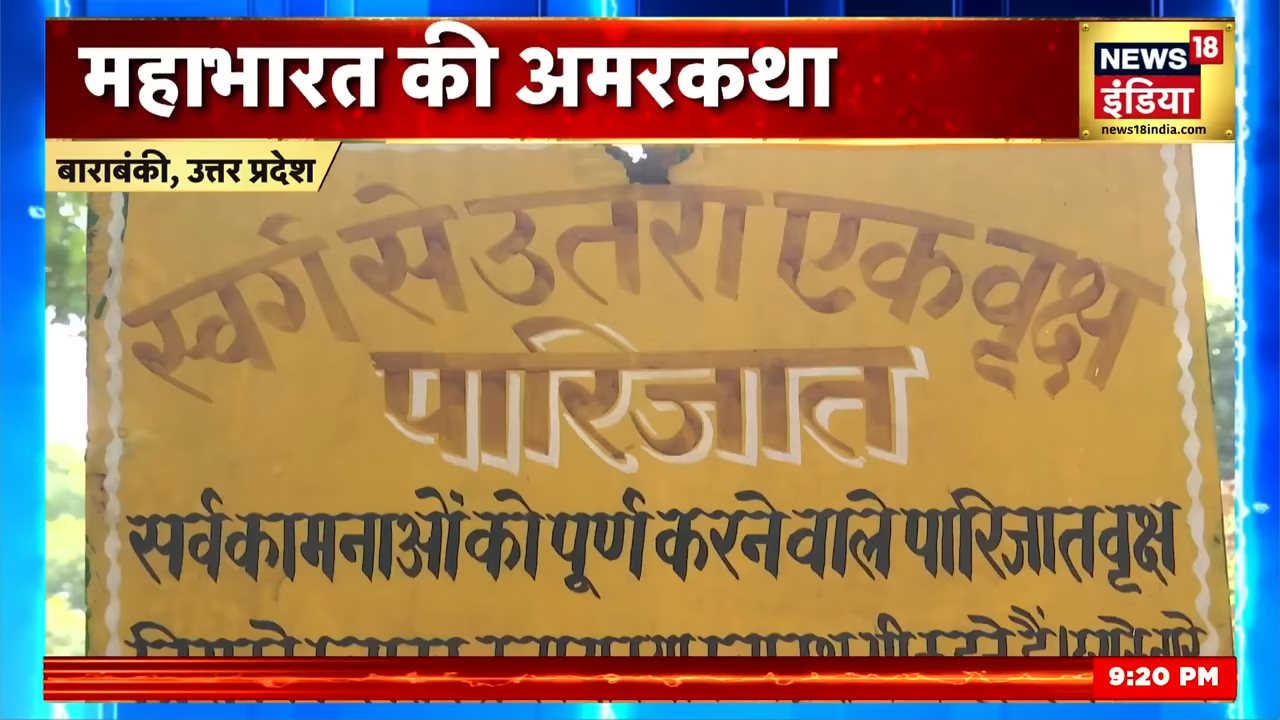 महाभारत की अमरकथा
NEWS 18
इंडिया
news18india.com
बाराबंकी, उत्तर प्रदेश
स्वर्ग से उतरा एक वृक्ष
पारिजात
सर्वकामनाओं को पूर्ण करने वाले पारिजात वृक्ष
9:20 PM